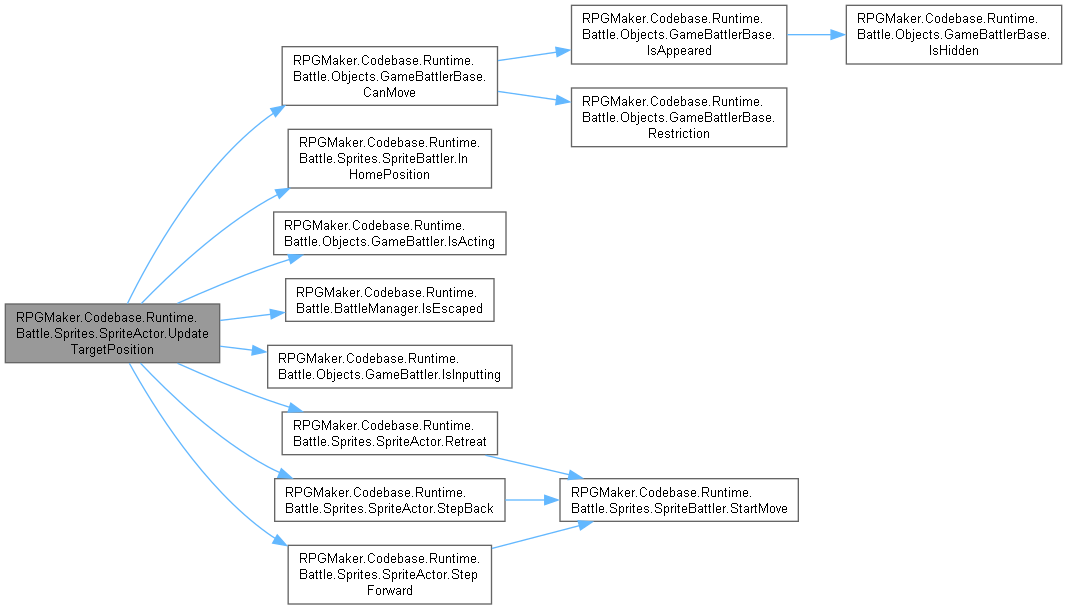 RPGMaker.Codebase.Runtime.
Battle.Sprites.SpriteActor.Update
TargetPosition
RPGMaker.Codebase.Runtime.
Battle.Objects.GameBattlerBase.
CanMove
RPGMaker.Codebase.Runtime.
Battle.Objects.GameBattlerBase.
IsAppeared
RPGMaker.Codebase.Runtime.
Battle.Objects.GameBattlerBase.
IsHidden
RPGMaker.Codebase.Runtime.
Battle.Objects.GameBattlerBase.
Restriction
RPGMaker.Codebase.Runtime.
Battle.Sprites.SpriteBattler.In
HomePosition
RPGMaker.Codebase.Runtime.
Battle.Objects.GameBattler.IsActing
RPGMaker.Codebase.Runtime.
Battle.BattleManager.IsEscaped
RPGMaker.Codebase.Runtime.
Battle.Objects.GameBattler.IsInputting
RPGMaker.Codebase.Runtime.
Battle.Sprites.SpriteActor.Retreat
RPGMaker.Codebase.Runtime.
Battle.Sprites.SpriteActor.StepBack
RPGMaker.Codebase.Runtime.
Battle.Sprites.SpriteBattler.StartMove
RPGMaker.Codebase.Runtime.
Battle.Sprites.SpriteActor.Step
Forward